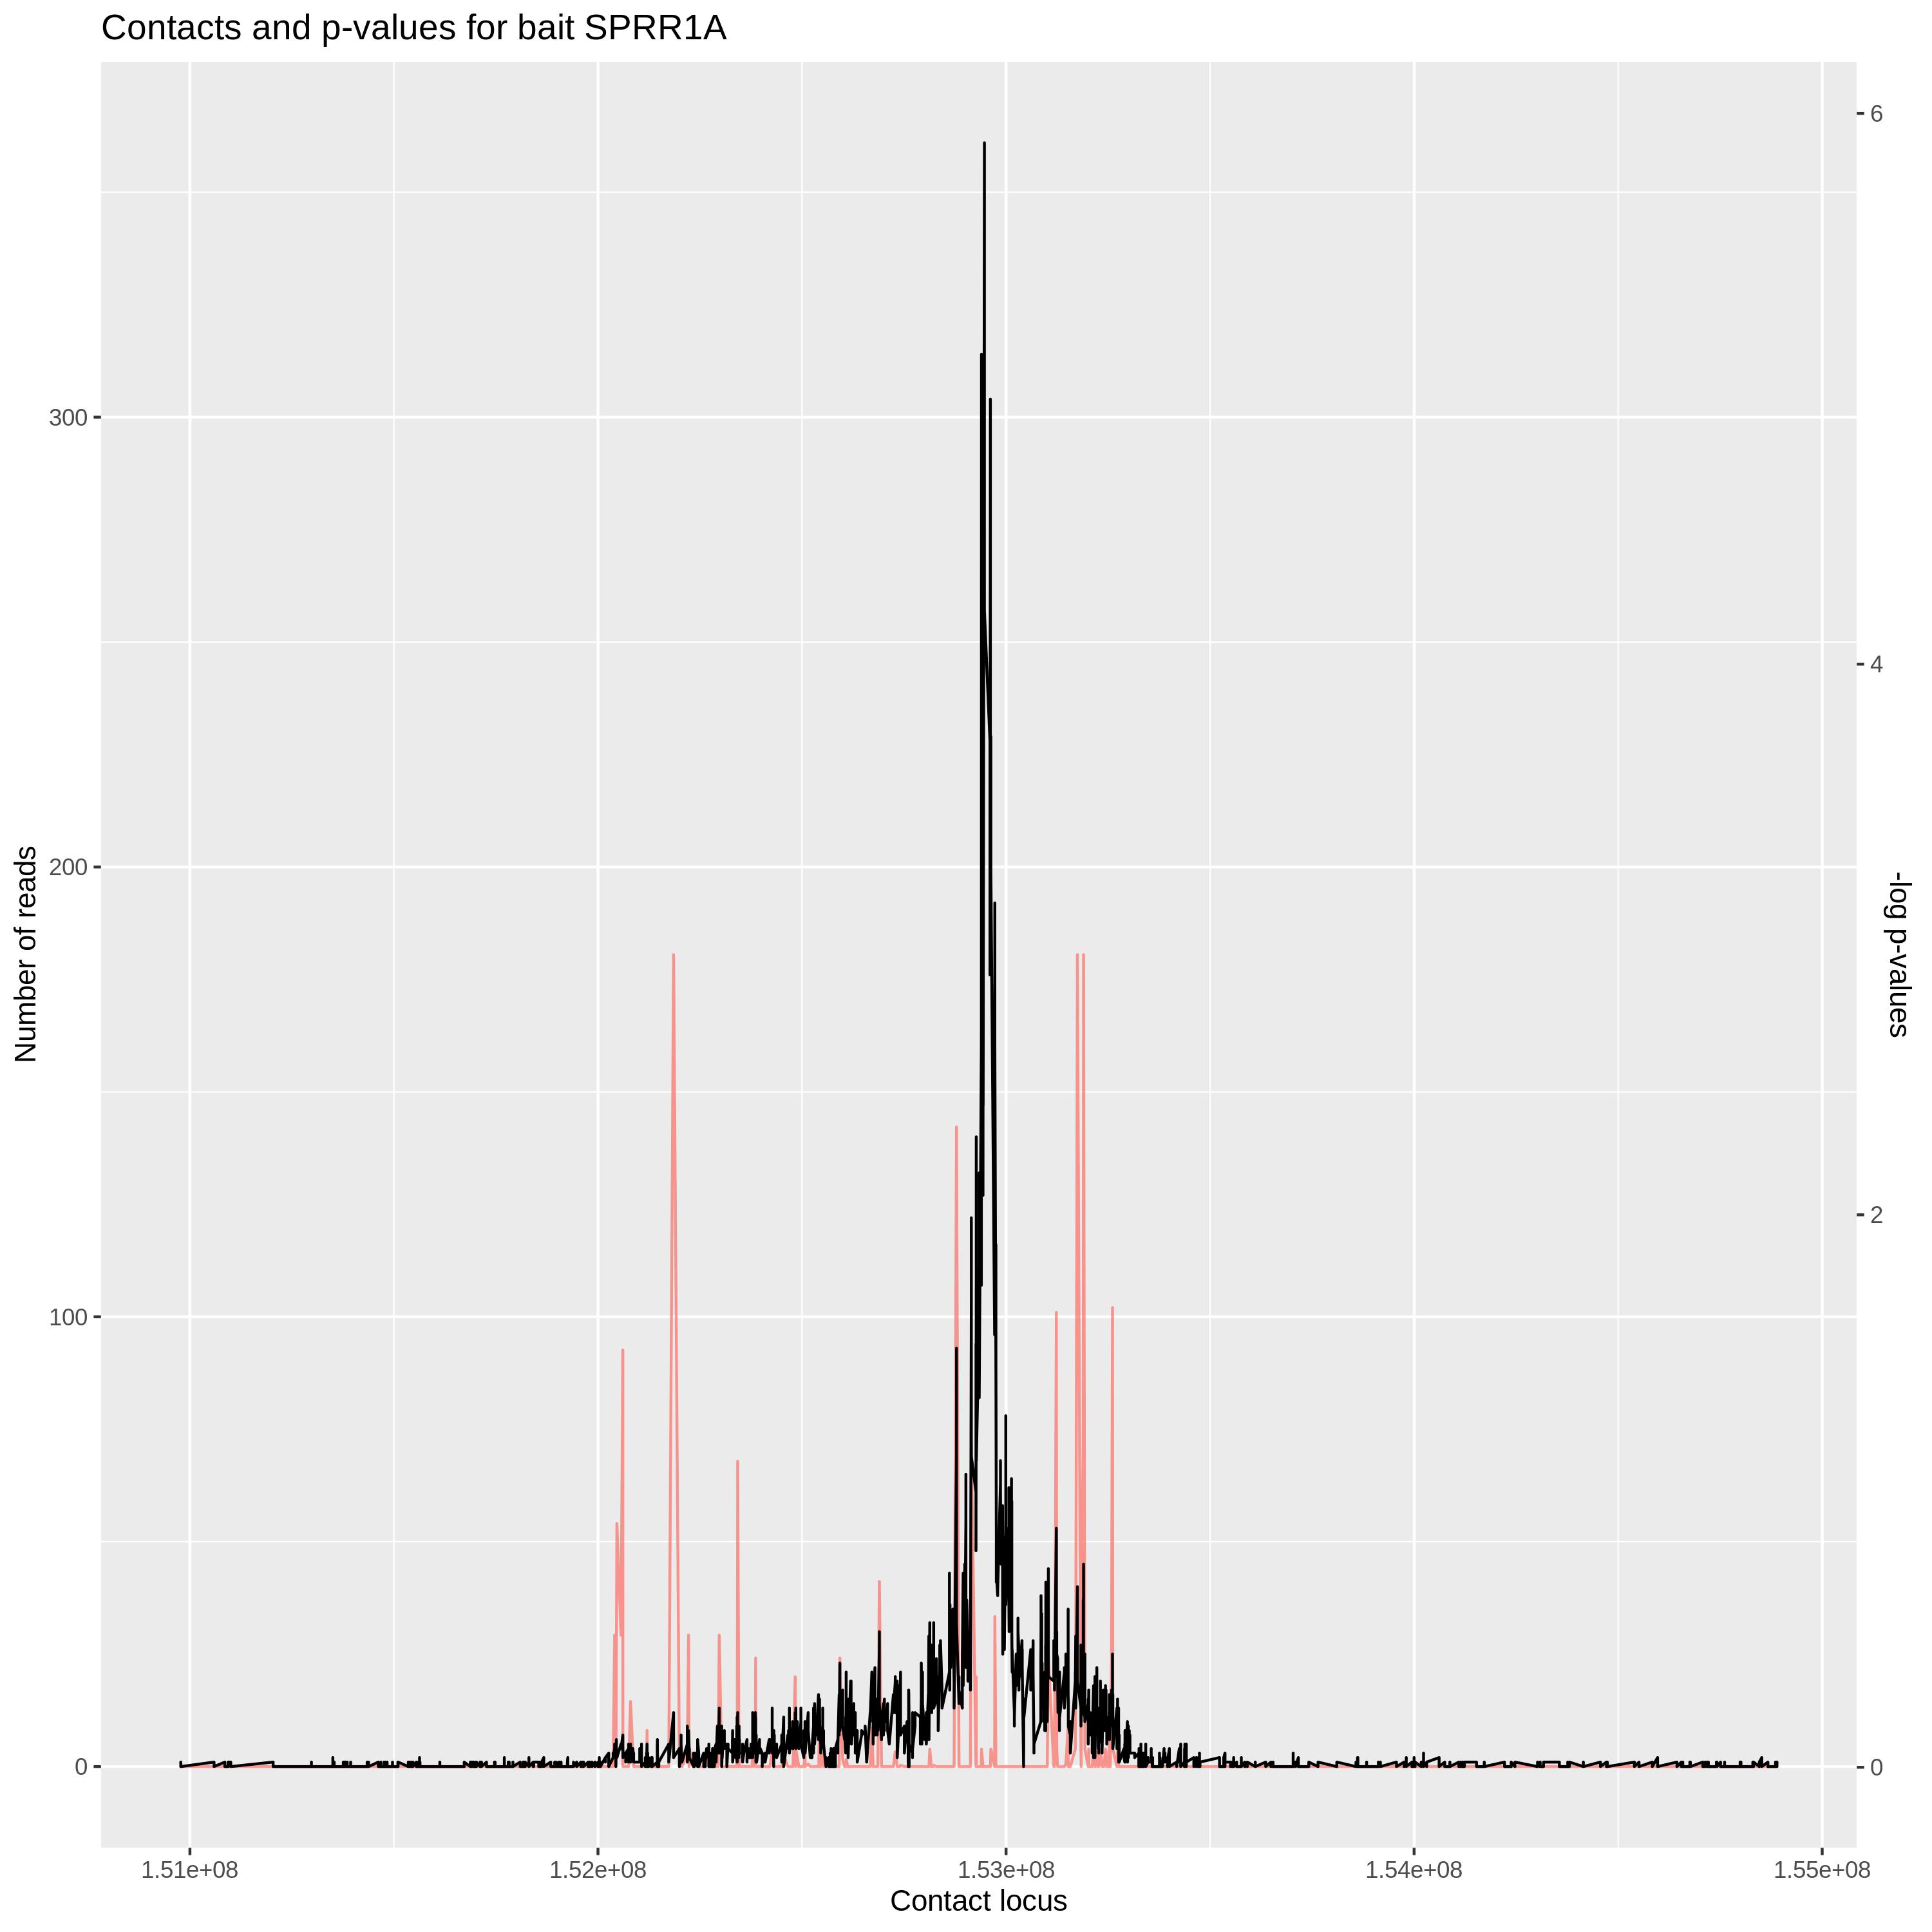 Contacts and p-values for bait SPRR1A
6
300
4
Number of reads
200
-log p-values
2
100
0
0
1.51e+08
1.52e+08
1.53e+08
1.54e+08
1.55e+08
Contact locus